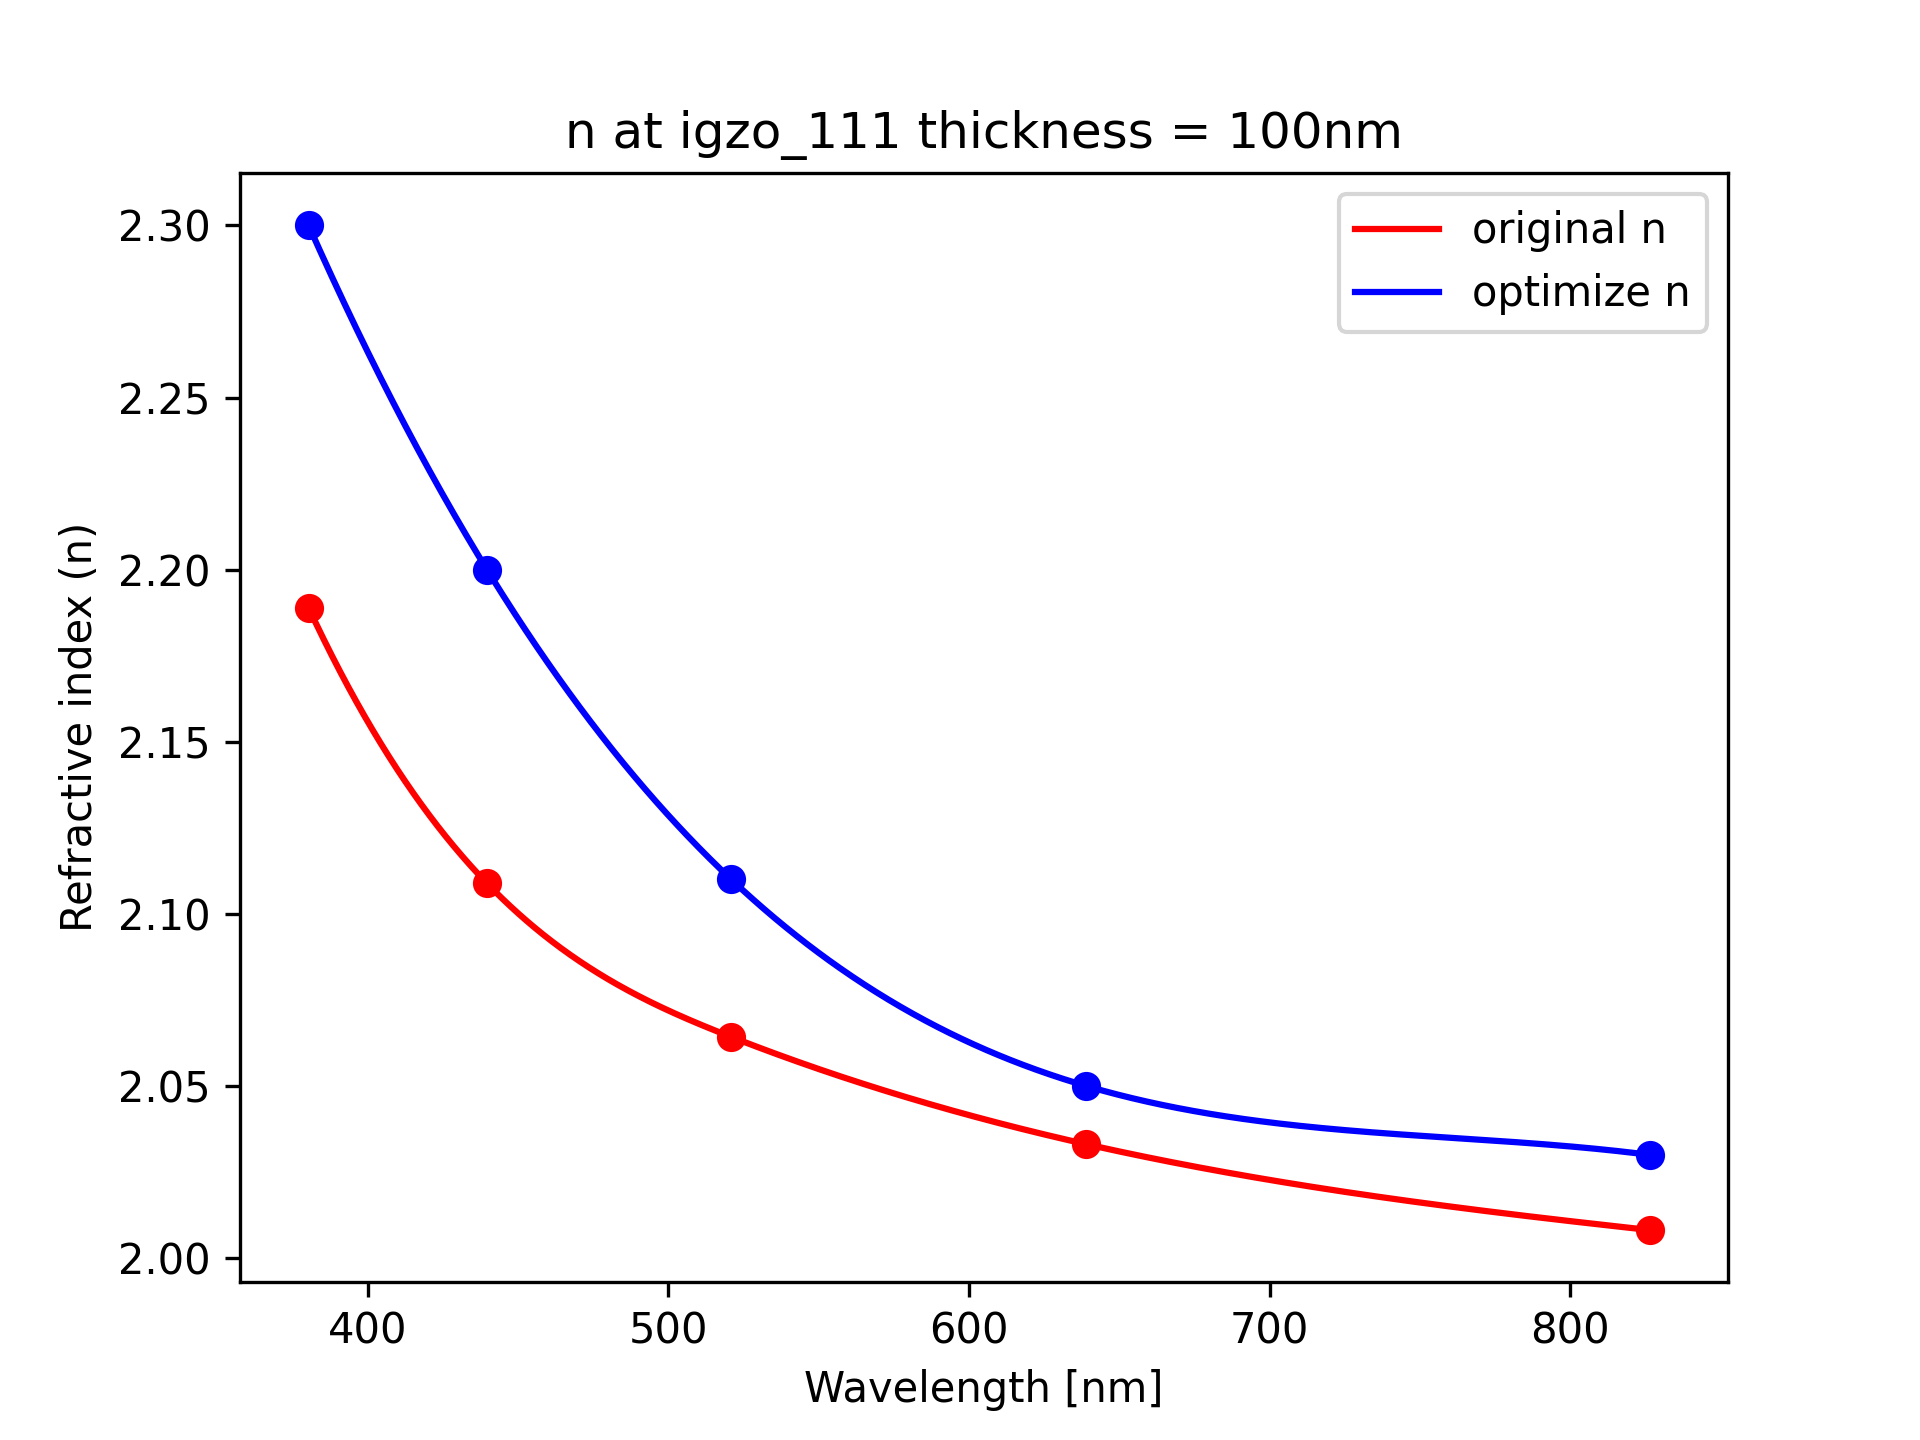 n at igzo_111 thickness = 100nm
original n
optimize n
Refractive index (n)
2.30
2.25
2.20
2.15
2.10
2.05
2.00
400 500 600 700 800
Wavelength [nm]